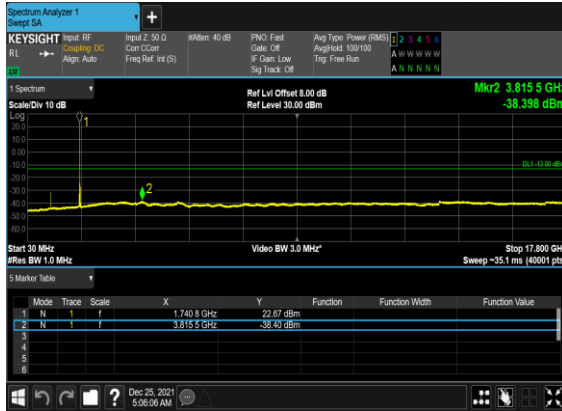 Spectrum Analyzer 1
Swept SA
+
KEYSIGHT Input: RF Input Z: 50 Ω #Atten: 40 dB PNO: Fast Avg Type: Power (RMS) 1 2 3 4 5 6
RL Coupling: DC Corr CCorr Gate: Off Avg|Hold: 100/100 A W W W W W
Align: Auto Freq Ref: Int (S) IF Gain: Low Trig: Free Run
Sig Track: Off A N N N N N
1 Spectrum Ref Lvl Offset 8.00 dB Mkr2 3.815 5 GHz
Scale/Div 10 dB Ref Level 30.00 dBm -38.398 dBm
Log
1
20.0
10.0
0.00
-10.0
DL1 -13.00 dBm
-20.0
-30.0
2
-40.0
-50.0
-60.0
Start 30 MHz Video BW 3.0 MHz* Stop 17.800 GHz
#Res BW 1.0 MHz Sweep ~35.1 ms (40001 pts)
5 Marker Table
Mode Trace Scale X Y Function Function Width Function Value
1 N 1 f 1.740 8 GHz 22.67 dBm
2 N 1 f 3.815 5 GHz -38.40 dBm
3
4
5
6
? Dec 25, 2021
5:06:06 AM